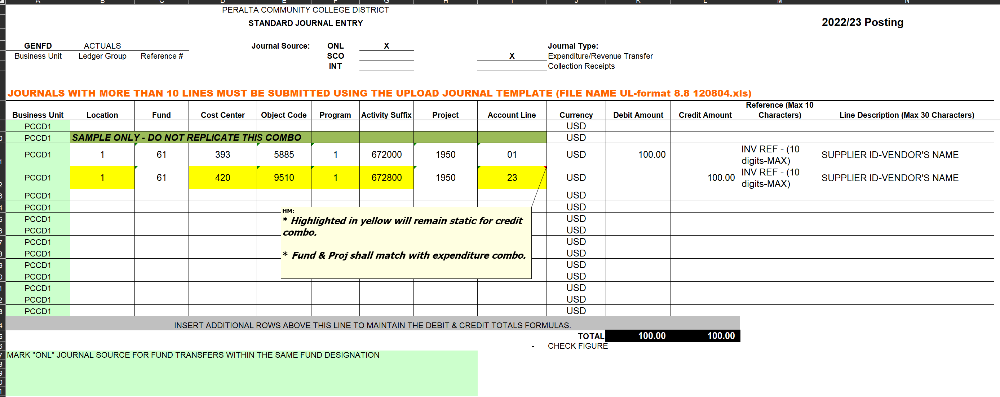 PERALTA COMMUNITY COLLEGE DISTRICT
STANDARD JOURNAL ENTRY
2022/23 Posting
GENFD ACTUALS Journal Source: ONL X Journal Type:
Business Unit Ledger Group Reference # SCO X Expenditure/Revenue Transfer
INT Collection Receipts
JOURNALS WITH MORE THAN 10 LINES MUST BE SUBMITTED USING THE UPLOAD JOURNAL TEMPLATE (FILE NAME UL-format 8.8 120804.xls)
Business Unit Location Fund Cost Center Object Code Program Activity Suffix Project Account Line Currency Debit Amount Credit Amount Reference (Max 10 Characters) Line Description (Max 30 Characters)
PCCD1 USD
PCCD1 SAMPLE ONLY - DO NOT REPLICATE THIS COMBO USD
PCCD1 1 61 393 5885 1 672000 1950 01 USD 100.00 INV REF - (10 digits-MAX) SUPPLIER ID-VENDOR'S NAME
PCCD1 1 61 420 9510 1 672800 1950 23 USD 100.00 INV REF - (10 digits-MAX) SUPPLIER ID-VENDOR'S NAME
PCCD1 USD
PCCD1 USD
PCCD1 USD
PCCD1 USD
PCCD1 USD
PCCD1 USD
PCCD1 USD
PCCD1 USD
PCCD1 USD
PCCD1 USD
PCCD1 USD
HM:
* Highlighted in yellow will remain static for credit
combo.
* Fund & Proj shall match with expenditure combo.
INSERT ADDITIONAL ROWS ABOVE THIS LINE TO MAINTAIN THE DEBIT & CREDIT TOTALS FORMULAS.
TOTAL 100.00 100.00
- CHECK FIGURE
MARK "ONL" JOURNAL SOURCE FOR FUND TRANSFERS WITHIN THE SAME FUND DESIGNATION